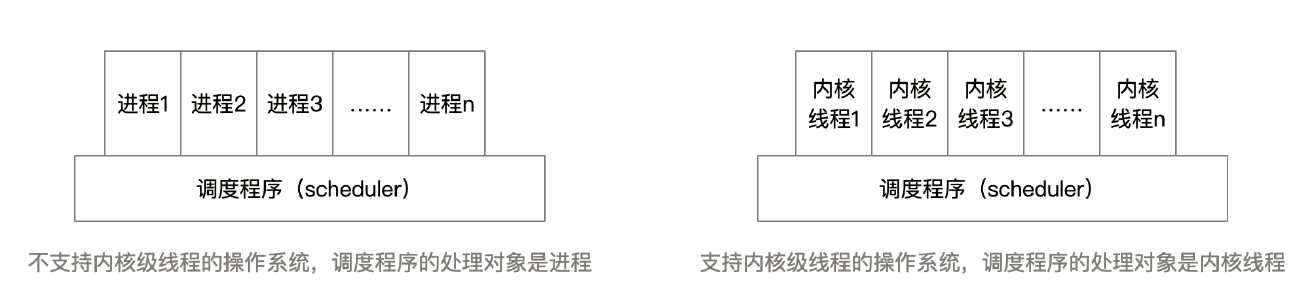 进程1 进程2 进程3 …… 进程n
调度程序（scheduler）
不支持内核级线程的操作系统，调度程序的处理对象是进程
内核线程1 内核线程2 内核线程3 …… 内核线程n
调度程序（scheduler）
支持内核级线程的操作系统，调度程序的处理对象是内核线程